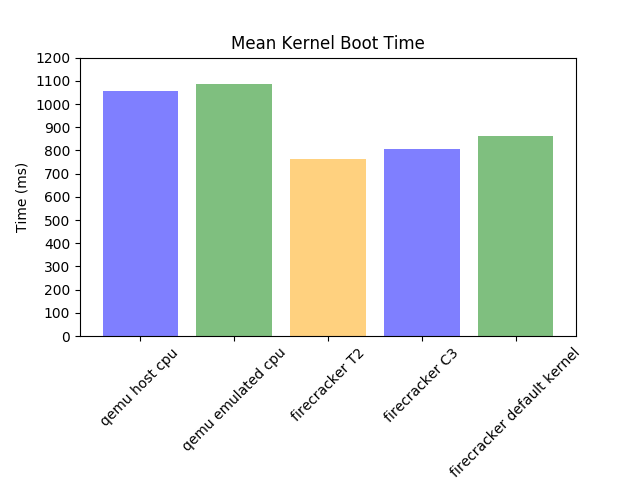 Mean Kernel Boot Time
Time (ms)
1200
1100
1000
900
800
700
600
500
400
300
200
100
0
qemu host cpu
qemu emulated cpu
firecracker T2
firecracker C3
firecracker default kernel